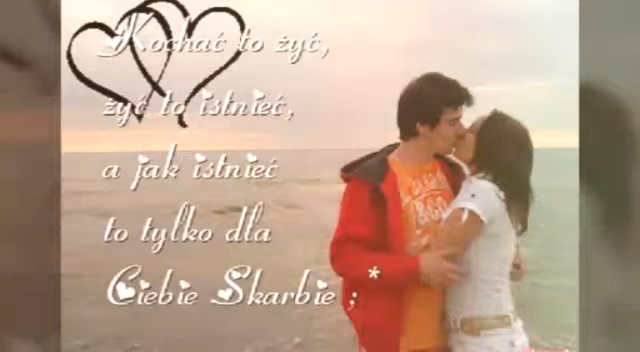 Kochać to żyć,
żyć to istnieć,
a jak istnieć
to tylko dla
Ciebie Skarbie ; *